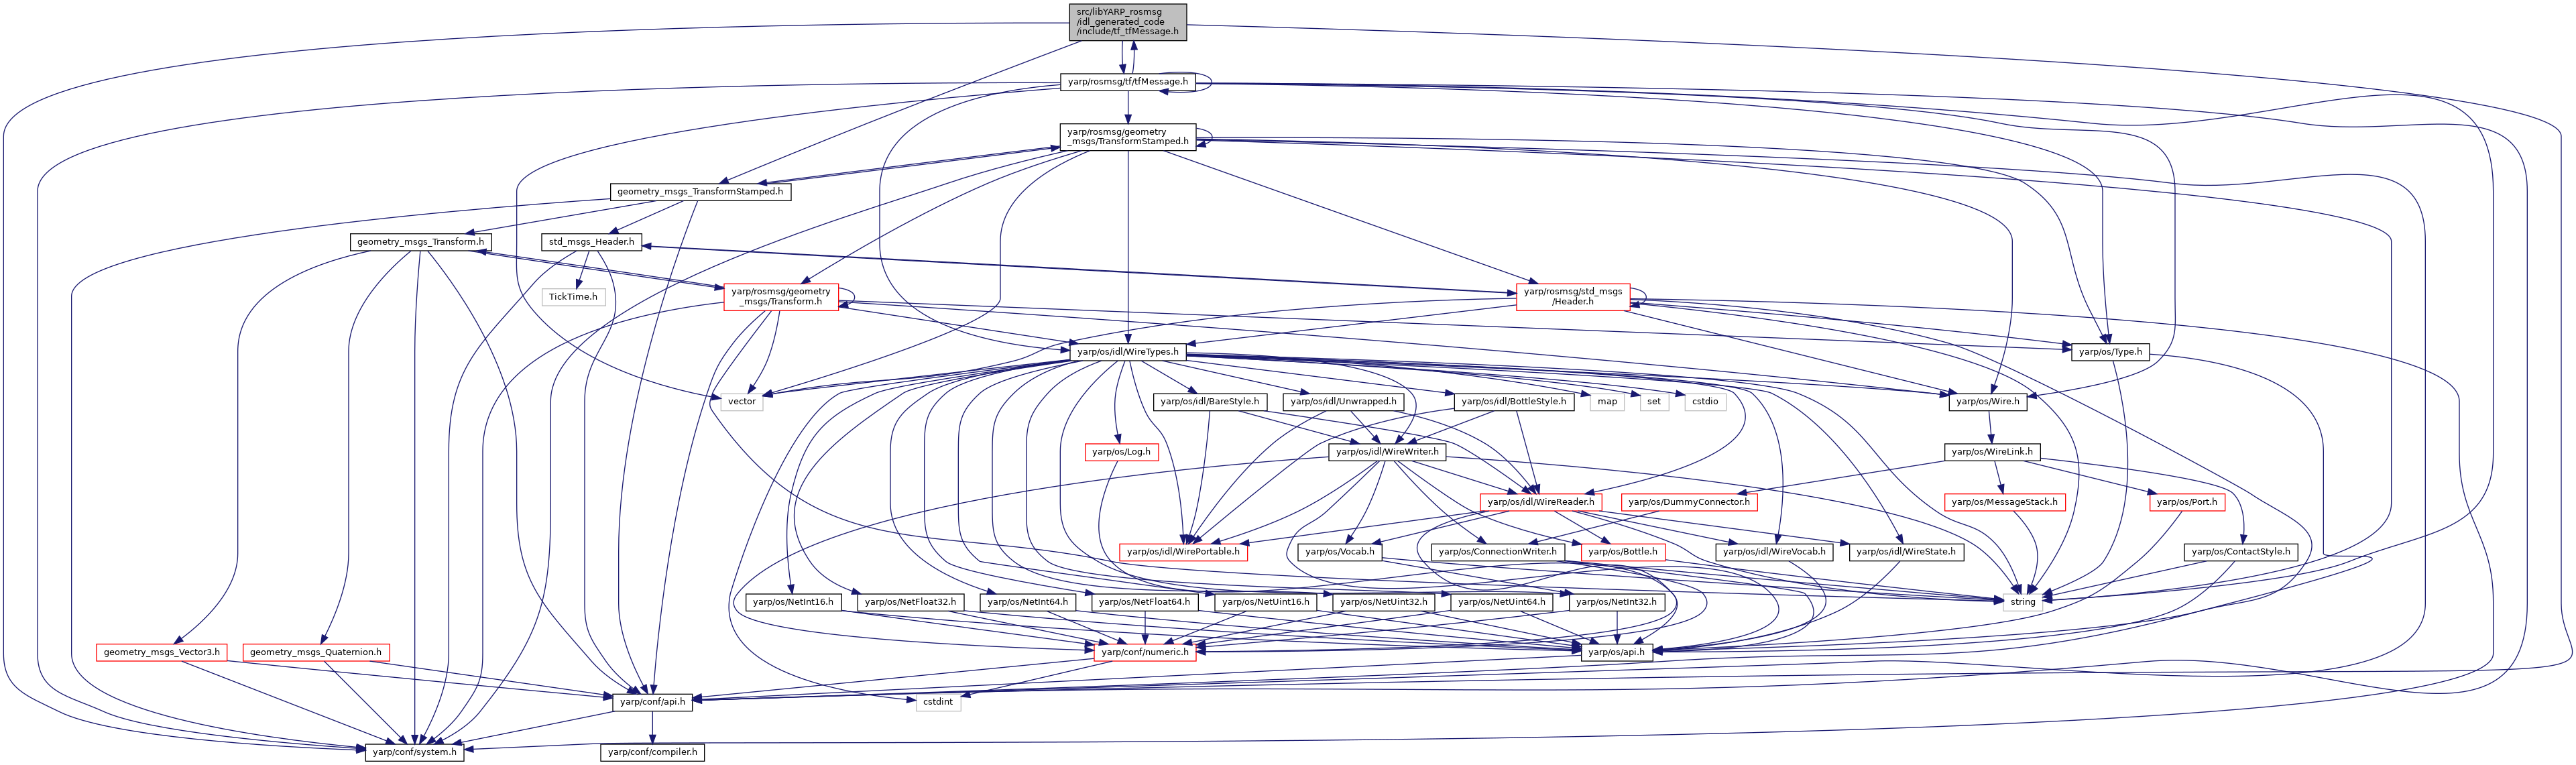 src/libYARP_rosmsg
/idl_generated_code
/include/tf_tfMessage.h
yarp/rosmsg/tf/tfMessage.h
yarp/rosmsg/geometry
_msgs/TransformStamped.h
geometry_msgs_TransformStamped.h
geometry_msgs_Transform.h
std_msgs_Header.h
TickTime.h
yarp/rosmsg/geometry
_msgs/Transform.h
yarp/rosmsg/std_msgs
/Header.h
yarp/os/idl/WireTypes.h
yarp/os/Type.h
vector
yarp/os/idl/BareStyle.h
yarp/os/idl/Unwrapped.h
yarp/os/idl/BottleStyle.h
map
set
cstdio
yarp/os/Wire.h
yarp/os/Log.h
yarp/os/idl/WireWriter.h
yarp/os/WireLink.h
yarp/os/idl/WireReader.h
yarp/os/DummyConnector.h
yarp/os/MessageStack.h
yarp/os/Port.h
yarp/os/idl/WirePortable.h
yarp/os/Vocab.h
yarp/os/ConnectionWriter.h
yarp/os/Bottle.h
yarp/os/idl/WireVocab.h
yarp/os/idl/WireState.h
yarp/os/ContactStyle.h
yarp/os/NetInt16.h
yarp/os/NetFloat32.h
yarp/os/NetInt64.h
yarp/os/NetFloat64.h
yarp/os/NetUint16.h
yarp/os/NetUint32.h
yarp/os/NetUint64.h
yarp/os/NetInt32.h
string
geometry_msgs_Vector3.h
geometry_msgs_Quaternion.h
yarp/conf/numeric.h
yarp/os/api.h
yarp/conf/api.h
cstdint
yarp/conf/system.h
yarp/conf/compiler.h